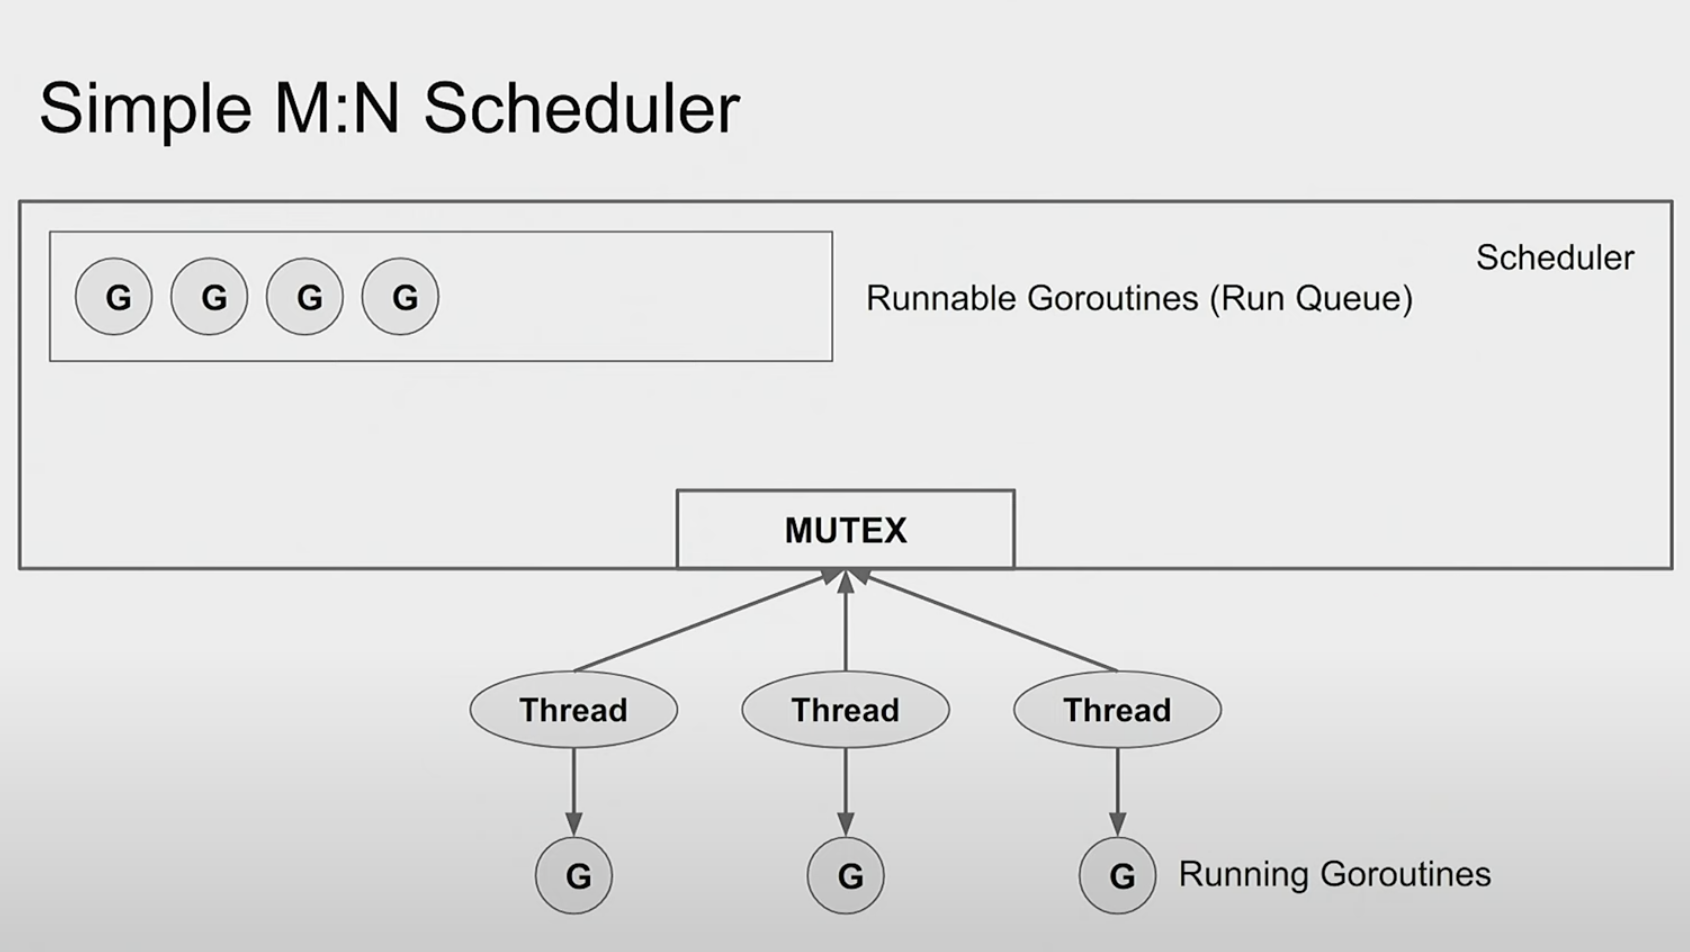 Simple M:N Scheduler
Scheduler
G G G G
Runnable Goroutines (Run Queue)
MUTEX
Thread Thread Thread
G G G Running Goroutines